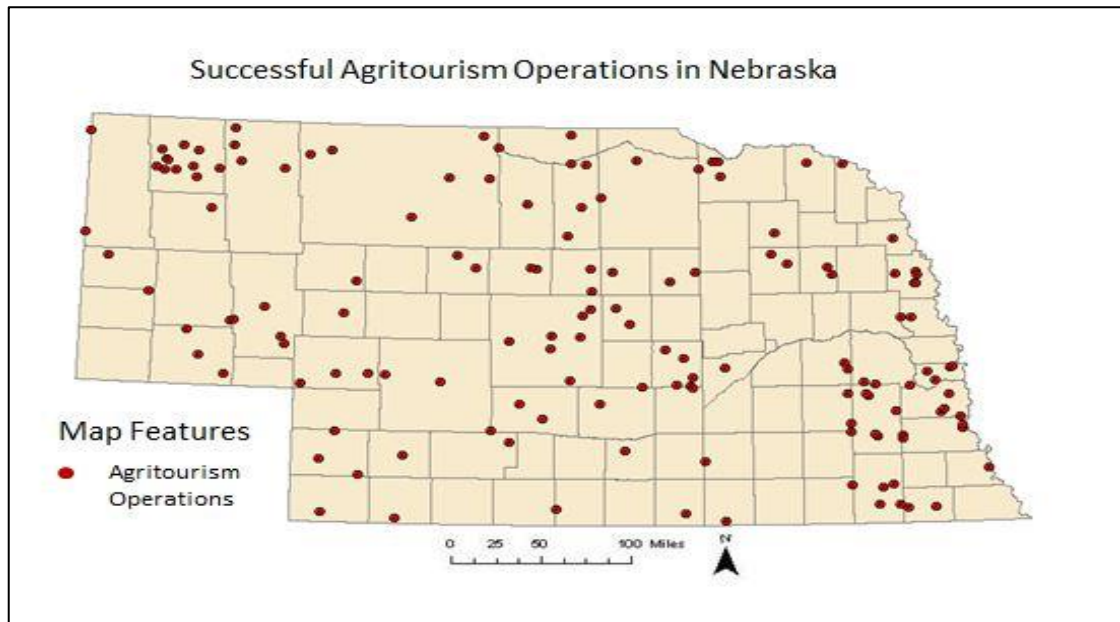 Successful Agritourism Operations in Nebraska
Map Features
Agritourism
Operations
0 25 50 100 Miles
N